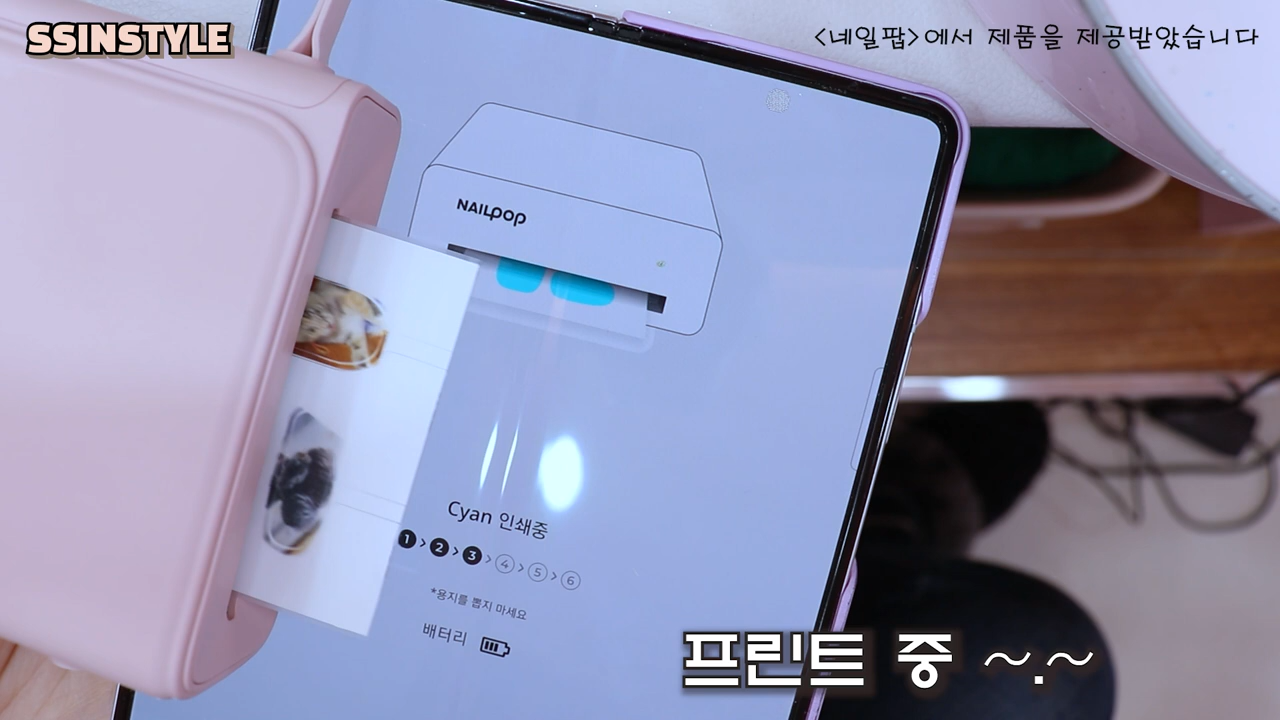 SSINSTYLE
<네일팝>에서 제품을 제공받았습니다
NAILPOP
Cyan 인쇄중
1 > 2 > 3 > 4 > 5 > 6
*용지를 뽑지 마세요
배터리
프린트 중 ~.~